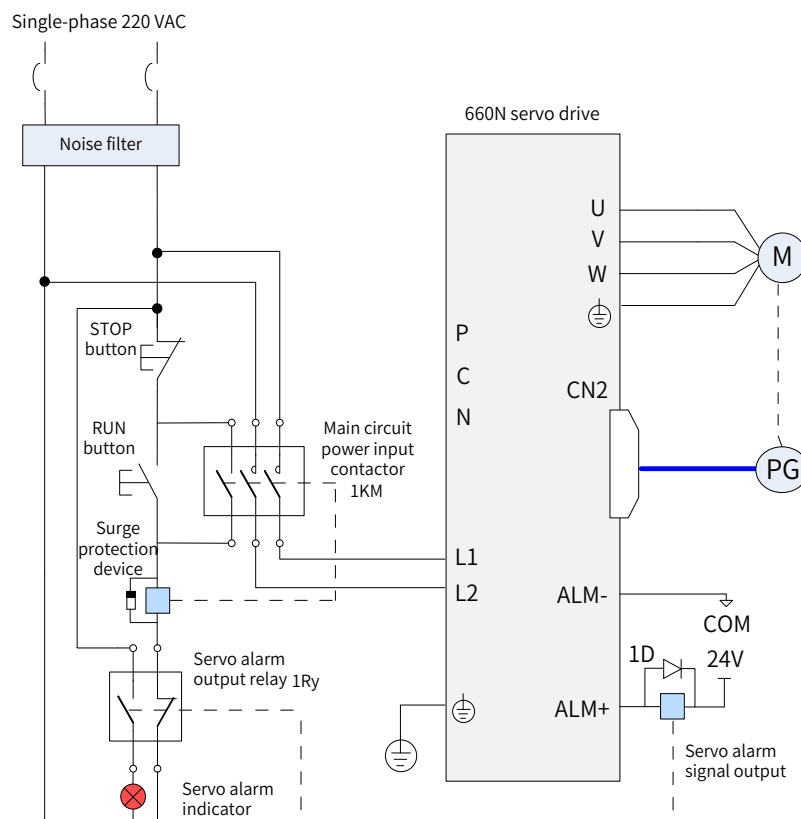 Single-phase 220 VAC
Noise filter
660N servo drive
U
V
W
M
STOP
button
P
C
N
CN2
RUN
button
Main circuit
power input
contactor
1KM
PG
Surge
protection
device
L1
L2
ALM-
COM
24V
1D
ALM+
Servo alarm
output relay 1Ry
Servo alarm
signal output
Servo alarm
indicator